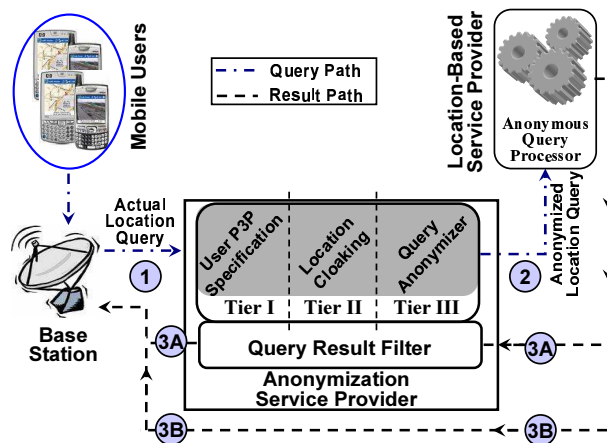 Mobile Users
Query Path
Result Path
Location-Based
Service Provider
Anonymous
Query
Processor
Actual
Location
Query
1
User P3P
Specification
Location
Cloaking
Query
Anonymizer
Tier I
Tier II
Tier III
2
Anonymized
Location Query
Base
Station
3A
Query Result Filter
3A
Anonymization
Service Provider
3B
3B